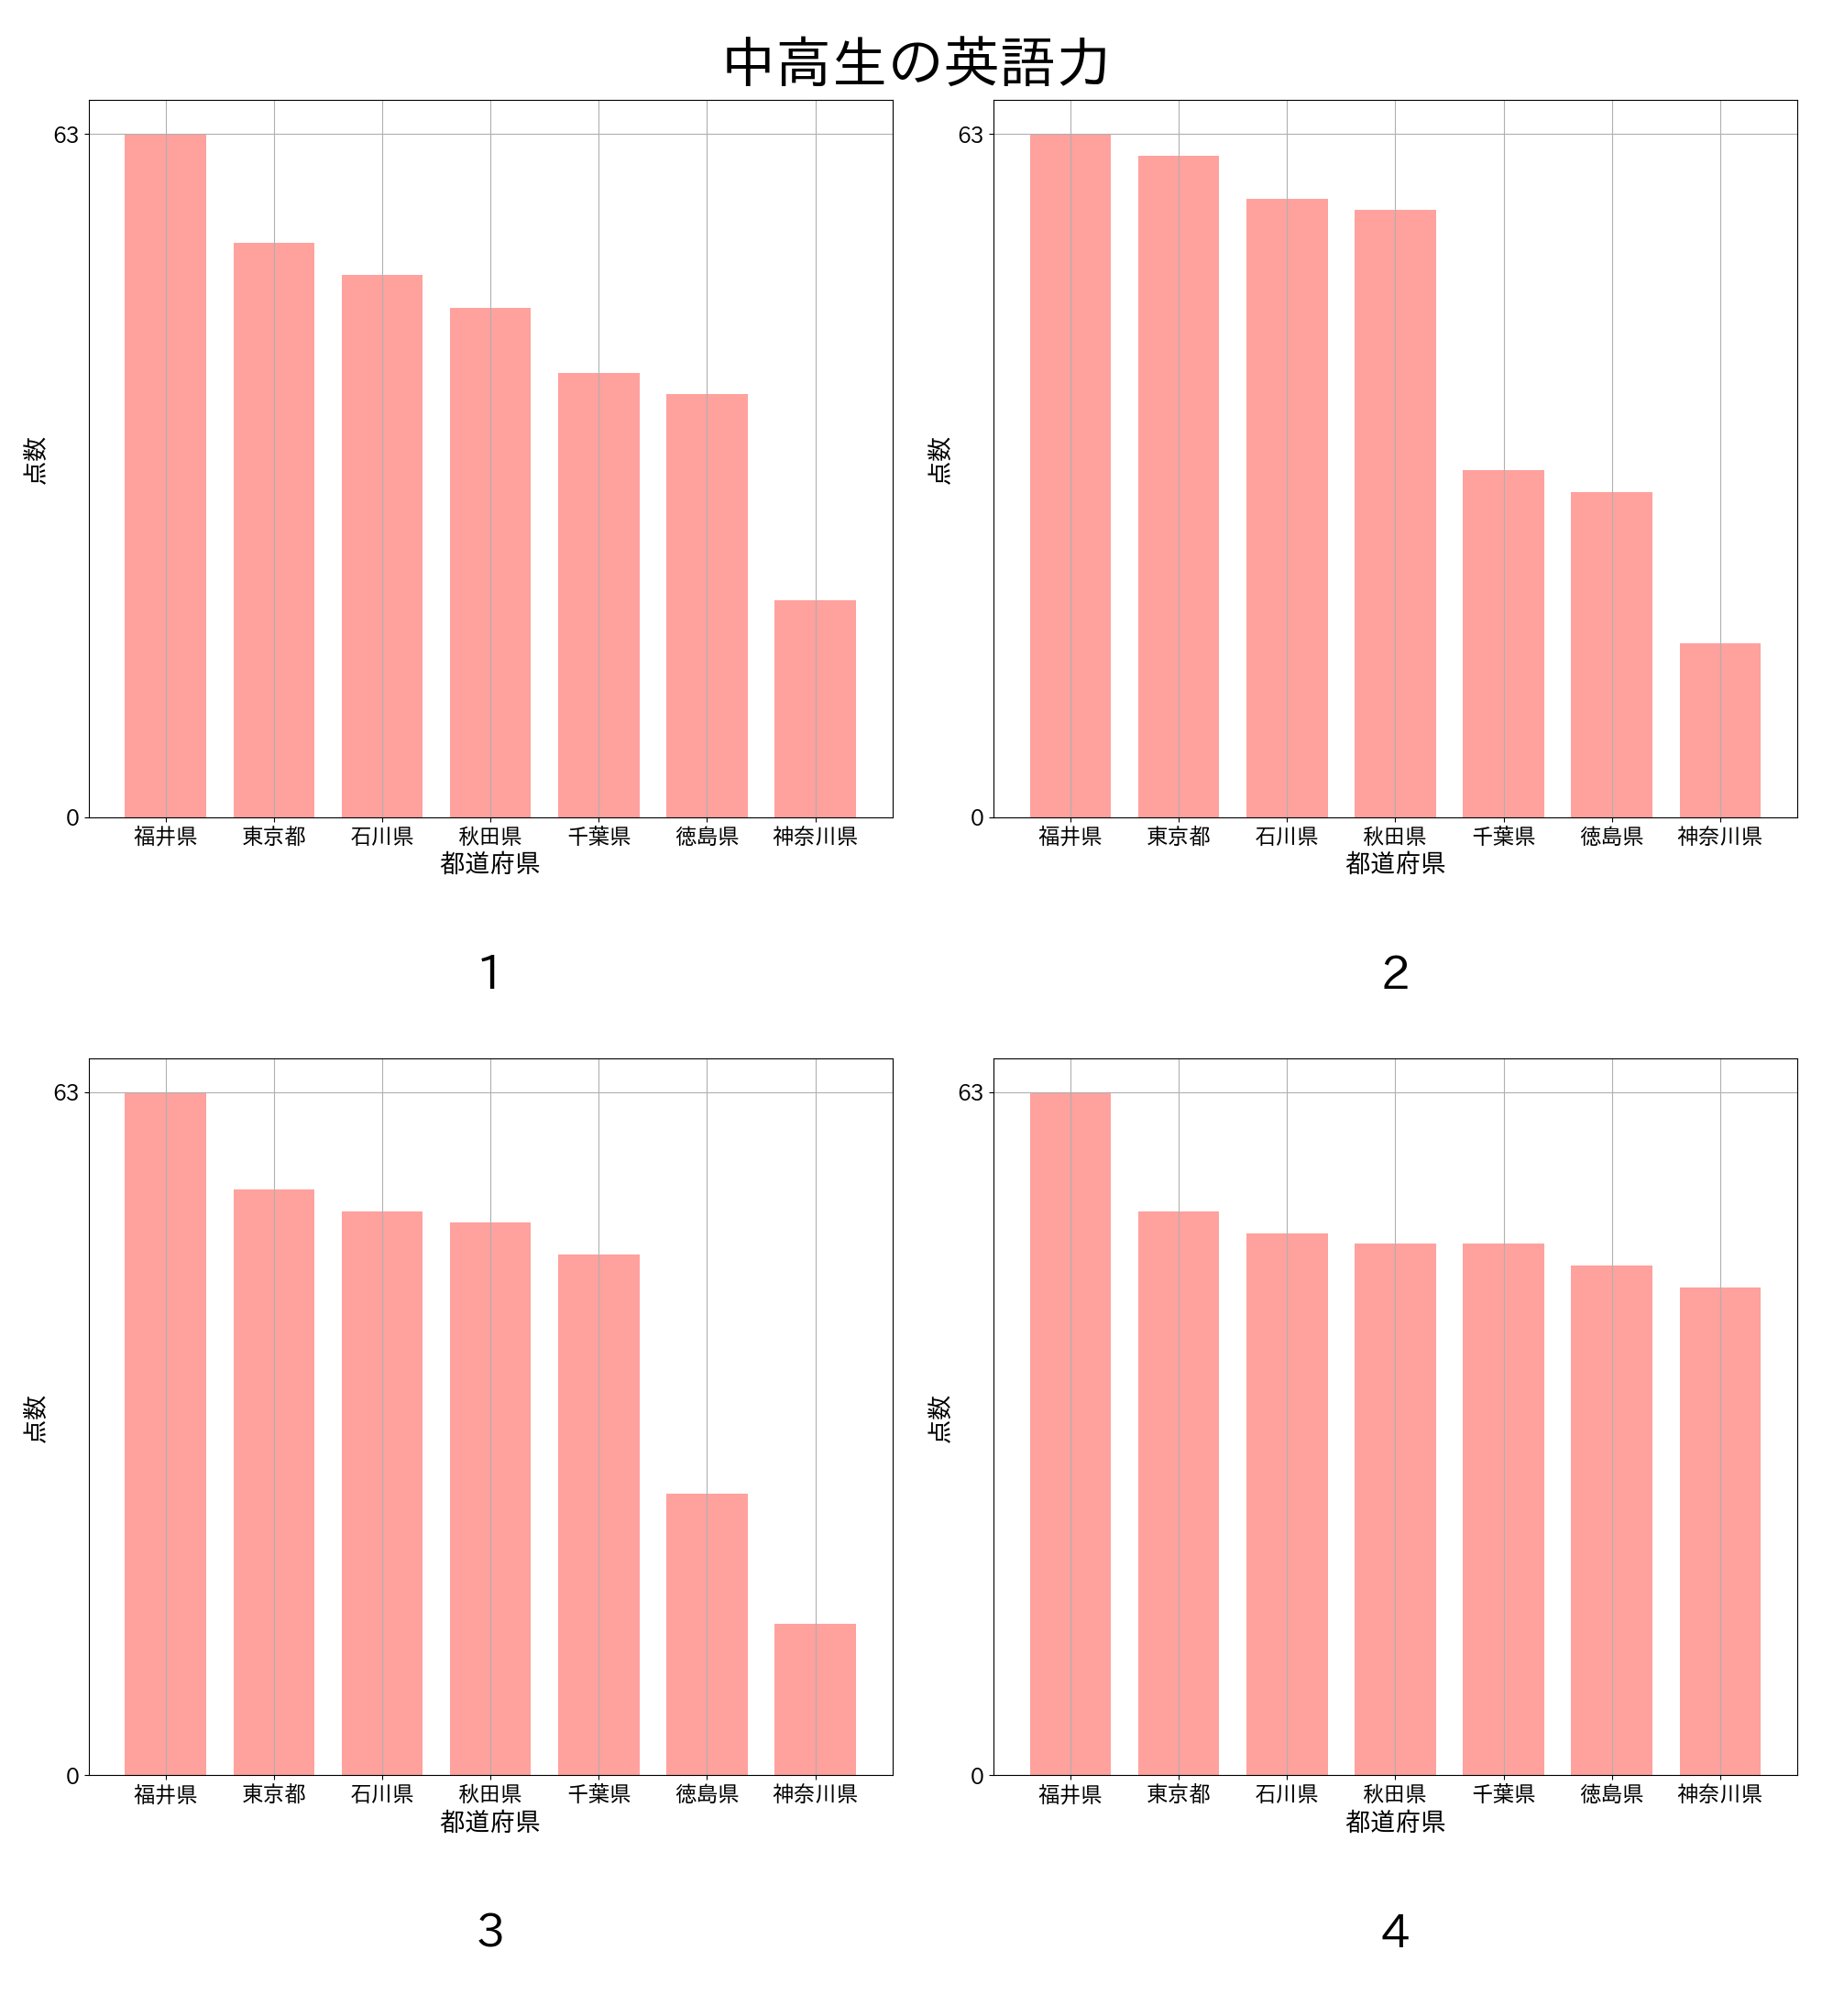 中高生の英語力
63
0
点数
福井県 東京都 石川県 秋田県 千葉県 徳島県 神奈川県
都道府県
1
63
0
点数
福井県 東京都 石川県 秋田県 千葉県 徳島県 神奈川県
都道府県
2
63
0
点数
福井県 東京都 石川県 秋田県 千葉県 徳島県 神奈川県
都道府県
3
63
0
点数
福井県 東京都 石川県 秋田県 千葉県 徳島県 神奈川県
都道府県
4